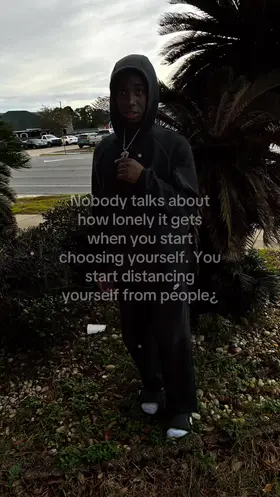 Nobody talks about
how lonely it gets
when you start
choosing yourself. You
start distancing
yourself from people¿